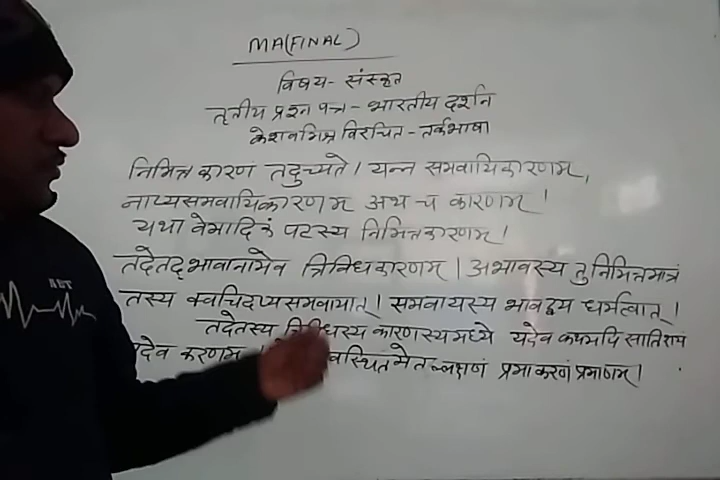 MA(FINAL)
विषय - संस्कृत
तृतीय प्रश्न पत्र - भारतीय दर्शन
केशवमिश्र विरचित - तर्कभाषा
निमित्त कारणं तदुच्यते। यन्न समवायिकारणम्,
नाप्यसमवायिकारणम् अथ च कारणम्।
यथा वेमादिकं पटस्य निमित्तकारणम्।
तदेतद् भावानामेव त्रिविधकारणम्। अभावस्य तु निमित्तमात्रं
तस्य क्वचिदप्यसमवायात्। समवायस्य भावद्वय धर्मत्वात्।
तदेतस्य त्रिविधस्य कारणस्य मध्ये यदेव कथमपि सातिशयं
तदेव करणम्। वस्थितमेतल्लक्षणं प्रमाकरणं प्रमाणम्।